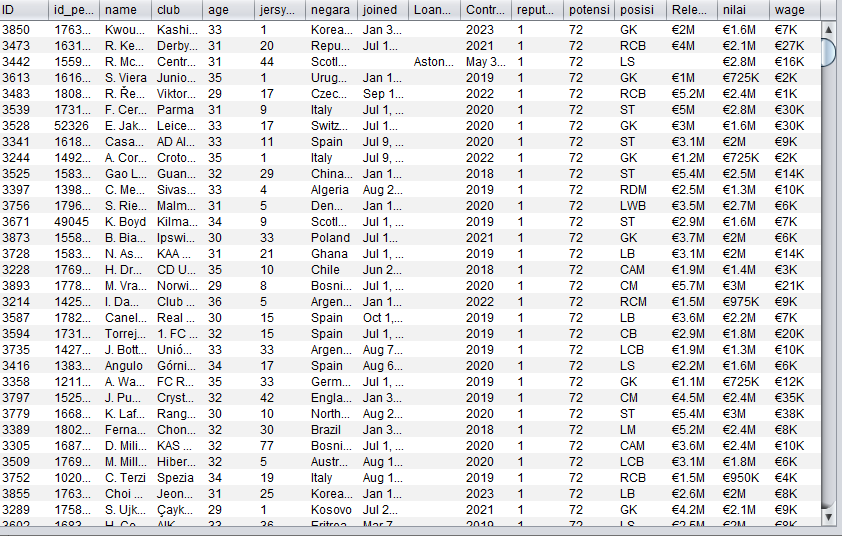 ID id_pe... name club age jersy... negara joined Loan... Contr... reput... potensi posisi Rele... nilai wage
3850 1763... Kwou... Kashi... 33 1 Korea... Jan 3... 2023 1 72 GK €2M €1.6M €7K
3473 1631... R. Ke... Derby... 31 20 Repu... Jul 1... 2021 1 72 RCB €4M €2.1M €27K
3442 1559... R. Mc... Centr... 31 44 Scotl... Aston... May 3... 1 72 LS €2.8M €16K
3613 1616... S. Viera Junio... 35 1 Urug... Jan 1... 2019 1 72 GK €1M €725K €2K
3483 1808... R. Ře... Viktor... 29 17 Czec... Sep 1... 2022 1 72 RCB €5.2M €2.4M €1K
3539 1731... F. Cer... Parma 31 9 Italy Jul 1, ... 2020 1 72 ST €5M €2.8M €30K
3528 52326 E. Jak... Leice... 33 17 Switz... Jul 1... 2020 1 72 GK €3M €1.6M €30K
3341 1618... Casa... AD Al... 33 11 Spain Jul 9, ... 2020 1 72 ST €3.1M €2M €9K
3244 1492... A. Cor... Croto... 35 1 Italy Jul 9, ... 2022 1 72 GK €1.2M €725K €2K
3525 1583... Gao L... Guan... 32 29 China... Jan 1... 2018 1 72 ST €5.4M €2.5M €14K
3397 1398... C. Me... Sivas... 33 4 Algeria Aug 2... 2019 1 72 RDM €2.5M €1.3M €10K
3756 1796... S. Rie... Malm... 31 5 Den... Jan 1... 2020 1 72 LWB €3.5M €2.7M €6K
3671 49045 K. Boyd Kilma... 34 9 Scotl... Jul 1... 2019 1 72 ST €2.9M €1.6M €7K
3873 1558... B. Bia... Ipswi... 30 33 Poland Jul 1... 2021 1 72 GK €3.7M €2M €6K
3728 1583... N. As... KAA ... 31 21 Ghana Jul 1, ... 2019 1 72 LB €3.1M €2M €14K
3228 1769... H. Dr... CD U... 35 10 Chile Jun 2... 2018 1 72 CAM €1.9M €1.4M €3K
3893 1778... M. Vra... Norwi... 29 8 Bosni... Jul 1, ... 2020 1 72 CM €5.7M €3M €21K
3214 1425... I. Da... Club ... 36 5 Argen... Jan 1... 2022 1 72 RCM €1.5M €975K €9K
3587 1782... Canel... Real ... 30 15 Spain Oct 1,... 2019 1 72 LB €3.6M €2.2M €7K
3594 1731... Torrej... 1. FC ... 32 15 Spain Jul 1, ... 2019 1 72 CB €2.9M €1.8M €20K
3735 1427... J. Bott... Unió... 33 33 Argen... Aug 7... 2019 1 72 LCB €1.9M €1.3M €10K
3416 1383... Angulo Górni... 34 17 Spain Aug 6... 2020 1 72 LS €2.2M €1.6M €6K
3358 1211... A. Wa... FC R... 35 33 Germ... Jul 1, ... 2019 1 72 GK €1.1M €725K €12K
3797 1525... J. Pu... Cryst... 32 42 Engla... Jan 3... 2019 1 72 CM €4.5M €2.4M €35K
3779 1668... K. Laf... Rang... 30 10 North... Aug 2... 2020 1 72 ST €5.4M €3M €38K
3389 1802... Ferna... Chon... 32 30 Brazil Jan 3... 2018 1 72 LM €5.2M €2.4M €8K
3305 1687... D. Mili... KAS ... 32 77 Bosni... Jul 1, ... 2020 1 72 CAM €3.6M €2.4M €10K
3509 1769... M. Mill... Hiber... 32 5 Austr... Aug 1... 2020 1 72 LCB €3.1M €1.8M €6K
3752 1020... C. Terzi Spezia 34 19 Italy Aug 1... 2019 1 72 RCB €1.5M €950K €4K
3855 1763... Choi ... Jeon... 31 25 Korea... Jan 1... 2023 1 72 LB €2.6M €2M €8K
3289 1758... S. Ujk... Çayk... 29 1 Kosovo Jul 2... 2021 1 72 GK €4.2M €2.1M €9K
3602 1683... H. Go... AIK ... 33 36 Eritrea Mar 7... 2019 1 72 LS €2.5M €2M €8K